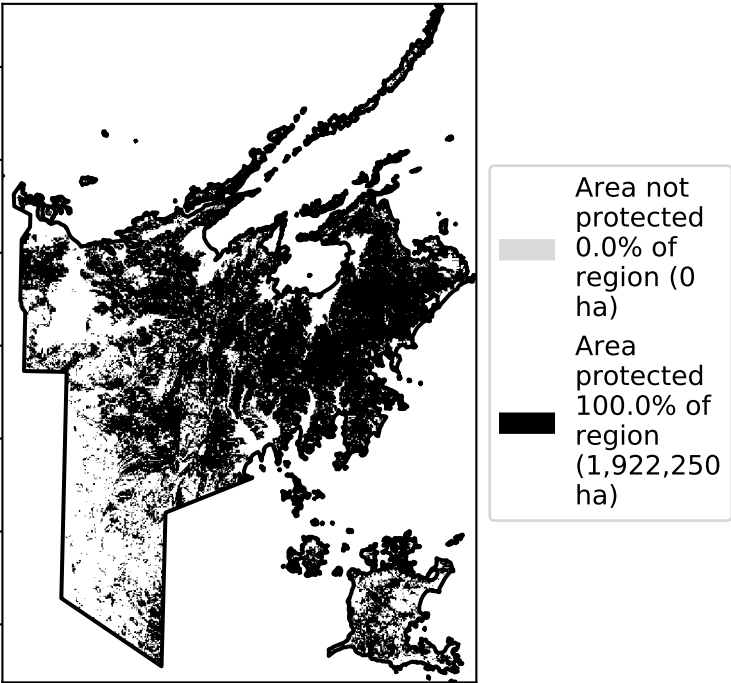 Area not
protected
0.0% of
region (0
ha)
Area
protected
100.0% of
region
(1,922,250
ha)